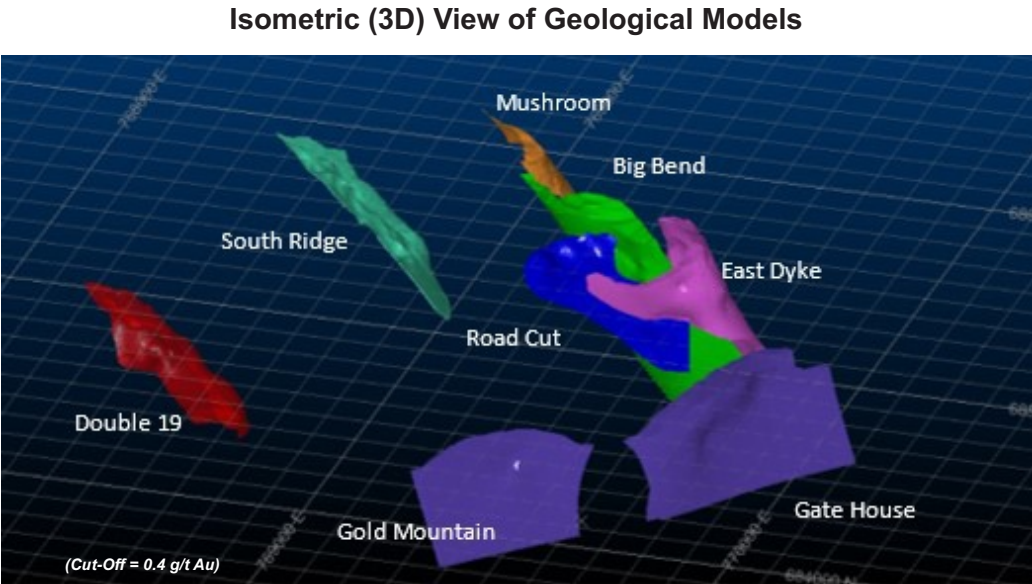 Isometric (3D) View of Geological Models
Mushroom
Big Bend
South Ridge
East Dyke
Road Cut
Double 19
Gate House
Gold Mountain
(Cut-Off = 0.4 g/t Au)